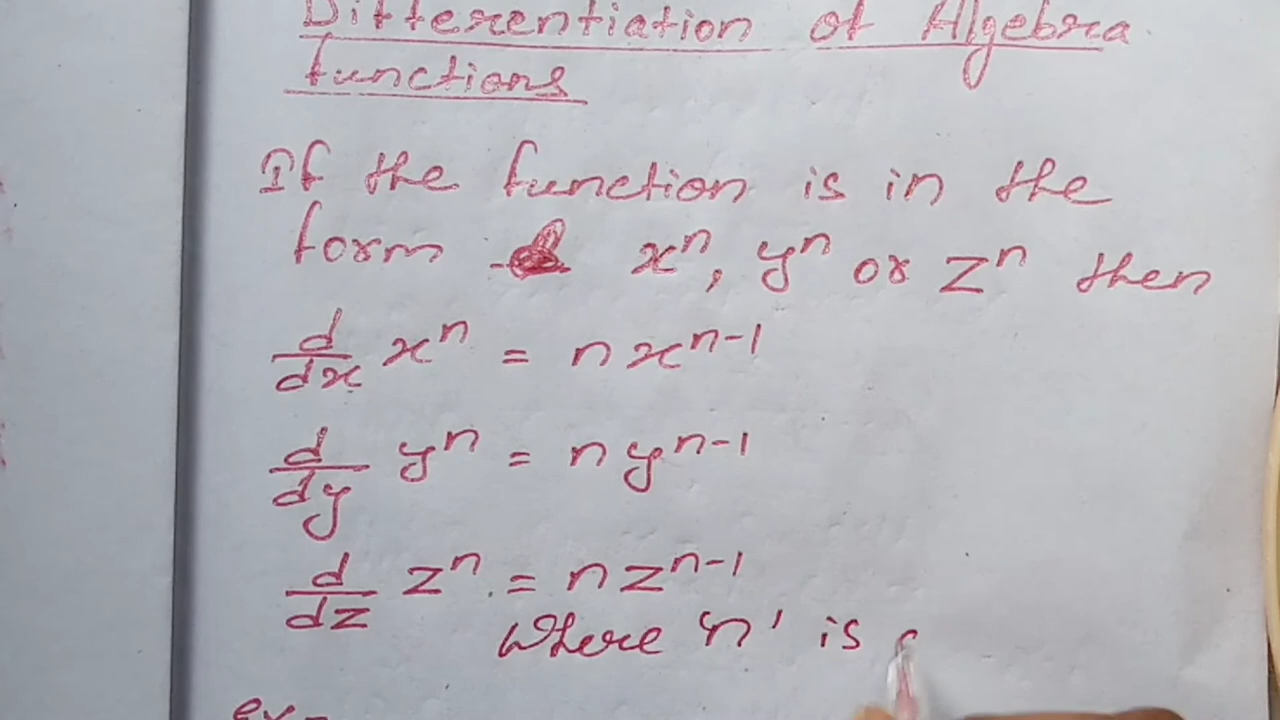 Differentiation of Algebra
functions
If the function is in the
form xⁿ, yⁿ or zⁿ then
d/dx xⁿ = nxⁿ⁻¹
d/dy yⁿ = nyⁿ⁻¹
d/dz zⁿ = nzⁿ⁻¹
Where 'n' is
ex-